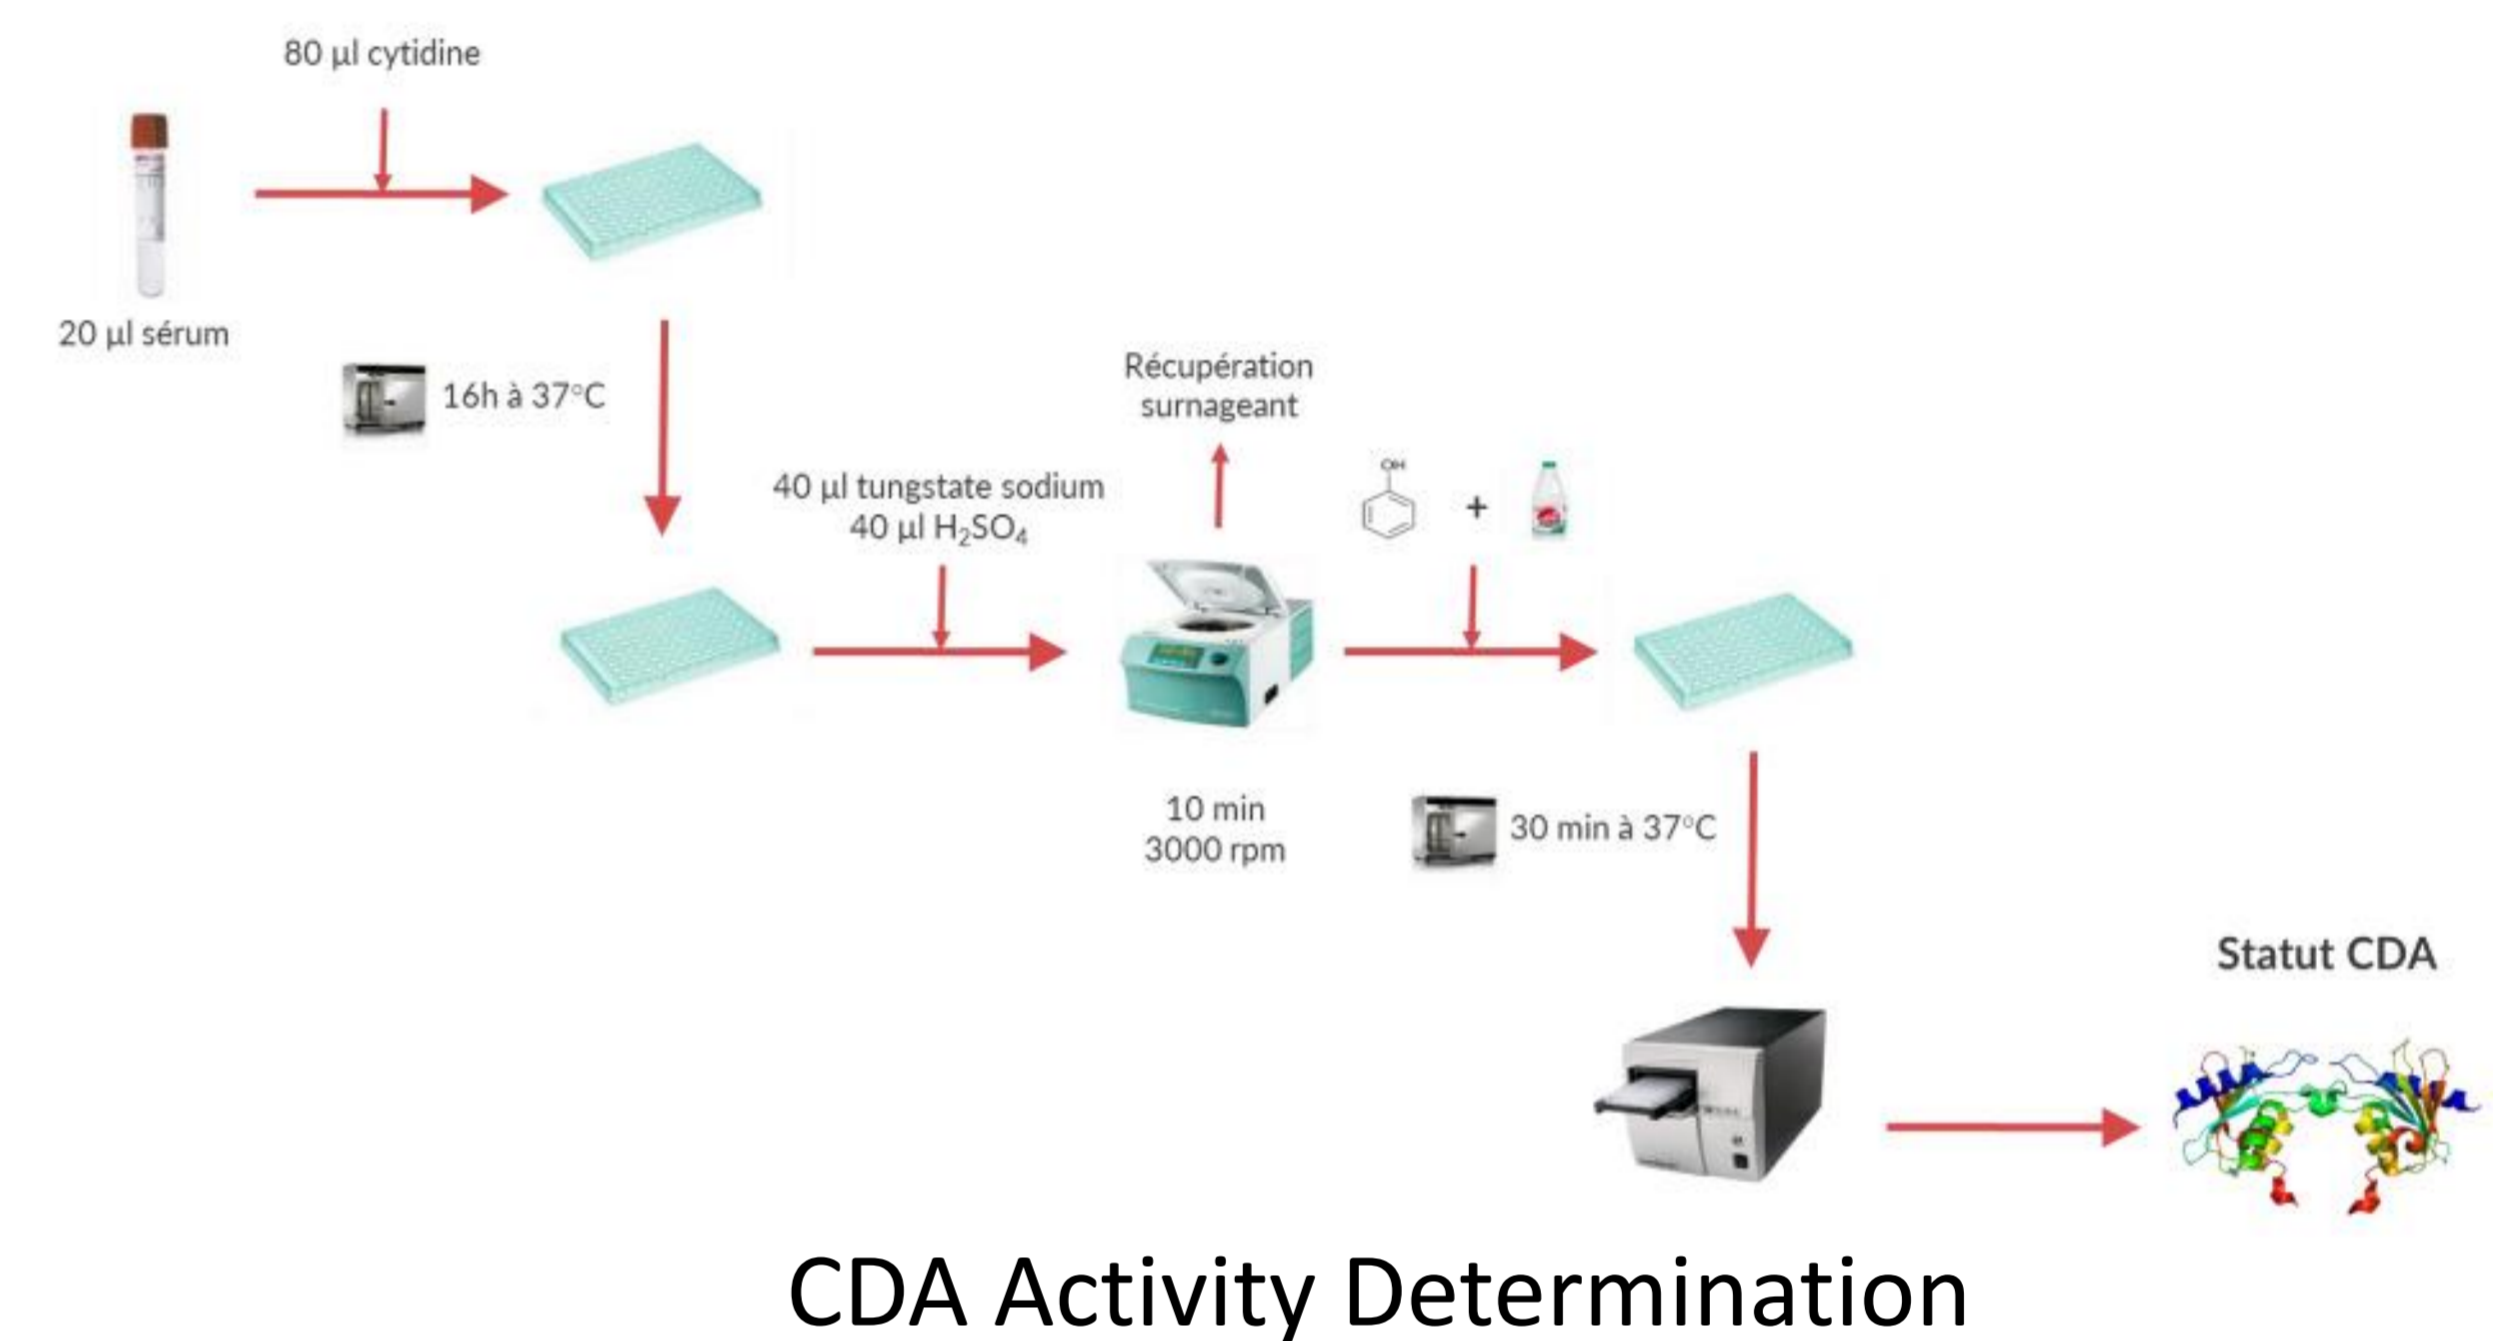 80 µl cytidine
20 µl sérum
16h à 37°C
40 µl tungstate sodium
40 µl H₂SO₄
Récupération
surnageant
OH
+
10 min
3000 rpm
30 min à 37°C
Statut CDA
CDA Activity Determination